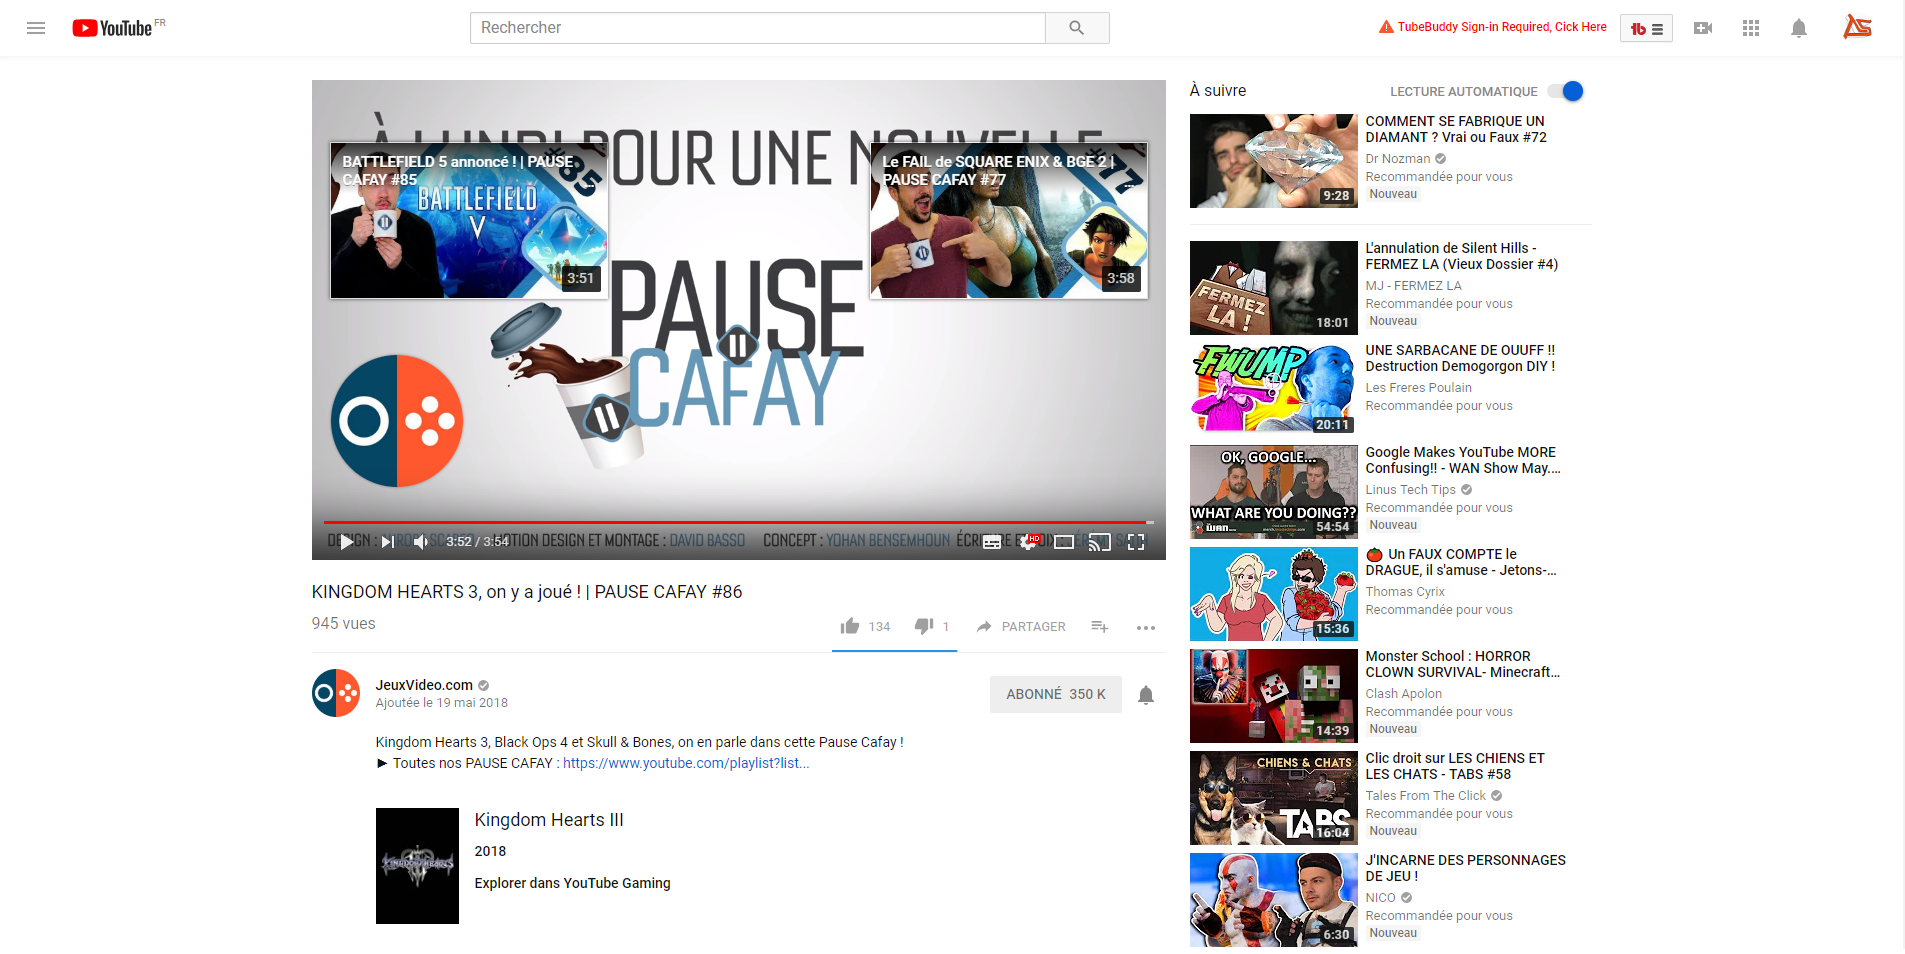 YouTube FR
Rechercher
TubeBuddy Sign-in Required, Cick Here
À LUNDI POUR UNE NOUVELLE
BATTLEFIELD 5 annoncé ! | PAUSE
CAFAY #85
#85
BATTLEFIELD
V
3:51
Le FAIL de SQUARE ENIX & BGE 2 |
PAUSE CAFAY #77
#77
3:58
PAUSE
CAFAY
DESIGN :
MOTION DESIGN ET MONTAGE : DAVID BASSO
CONCEPT : YOHAN BENSEMHOUN
3:52 / 3:54
HD
KINGDOM HEARTS 3, on y a joué ! | PAUSE CAFAY #86
945 vues
134
1
PARTAGER
JeuxVideo.com
Ajoutée le 19 mai 2018
ABONNÉ 350 K
Kingdom Hearts 3, Black Ops 4 et Skull & Bones, on en parle dans cette Pause Cafay !
► Toutes nos PAUSE CAFAY : https://www.youtube.com/playlist?list...
KINGDOM HEARTS
Kingdom Hearts III
2018
Explorer dans YouTube Gaming
À suivre
LECTURE AUTOMATIQUE
9:28
COMMENT SE FABRIQUE UN
DIAMANT ? Vrai ou Faux #72
Dr Nozman
Recommandée pour vous
Nouveau
FERMEZ
LA !
18:01
L'annulation de Silent Hills -
FERMEZ LA (Vieux Dossier #4)
MJ - FERMEZ LA
Recommandée pour vous
Nouveau
FWUMP
20:11
UNE SARBACANE DE OUUFF !!
Destruction Demogorgon DIY !
Les Freres Poulain
Recommandée pour vous
OK, GOOGLE...
WHAT ARE YOU DOING??
WAN
54:54
Google Makes YouTube MORE
Confusing!! - WAN Show May....
Linus Tech Tips
Recommandée pour vous
Nouveau
15:36
🍅 Un FAUX COMPTE le
DRAGUE, il s'amuse - Jetons-...
Thomas Cyrix
Recommandée pour vous
14:39
Monster School : HORROR
CLOWN SURVIVAL- Minecraft...
Clash Apolon
Recommandée pour vous
Nouveau
CHIENS & CHATS
TABS
16:04
Clic droit sur LES CHIENS ET
LES CHATS - TABS #58
Tales From The Click
Recommandée pour vous
Nouveau
6:30
J'INCARNE DES PERSONNAGES
DE JEU !
NICO
Recommandée pour vous
Nouveau